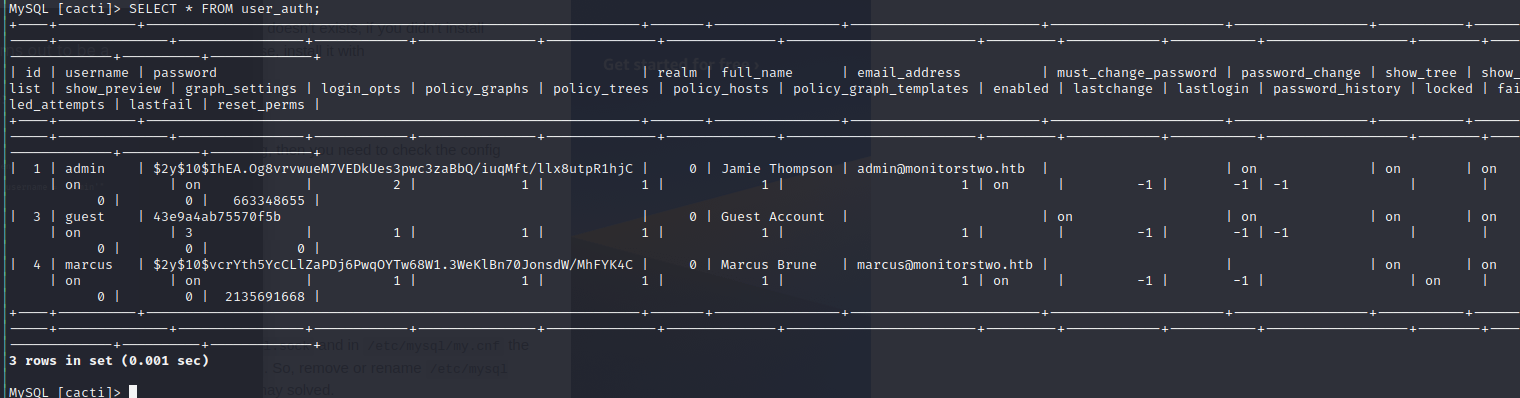 MySQL [cacti]> SELECT * FROM user_auth;
| id | username | password | realm | full_name | email_address | must_change_password | password_change | show_tree | show_
list | show_preview | graph_settings | login_opts | policy_graphs | policy_trees | policy_hosts | policy_graph_templates | enabled | lastchange | lastlogin | password_history | locked | fai
led_attempts | lastfail | reset_perms |
| 1 | admin | $2y$10$IhEA.Og8vrvwueM7VEDkUes3pwc3zaBbQ/iuqMft/llx8utpR1hjC | 0 | Jamie Thompson | admin@monitorstwo.htb | | on | on | on
| on | on | 2 | 1 | 1 | 1 | 1 | on | -1 | -1 | -1 | |
0 | 0 | 663348655 |
| 3 | guest | 43e9a4ab75570f5b | 0 | Guest Account | | on | on | on | on
| on | 3 | 1 | 1 | 1 | 1 | 1 | | -1 | -1 | -1 | |
0 | 0 | 0 |
| 4 | marcus | $2y$10$vcrYth5YcCLlZaPDj6PwqOYTw68W1.3WeKlBn70JonsdW/MhFYK4C | 0 | Marcus Brune | marcus@monitorstwo.htb | | | on | on
| on | on | 1 | 1 | 1 | 1 | 1 | on | -1 | -1 | | on |
0 | 0 | 2135691668 |
3 rows in set (0.001 sec)
MySQL [cacti]>